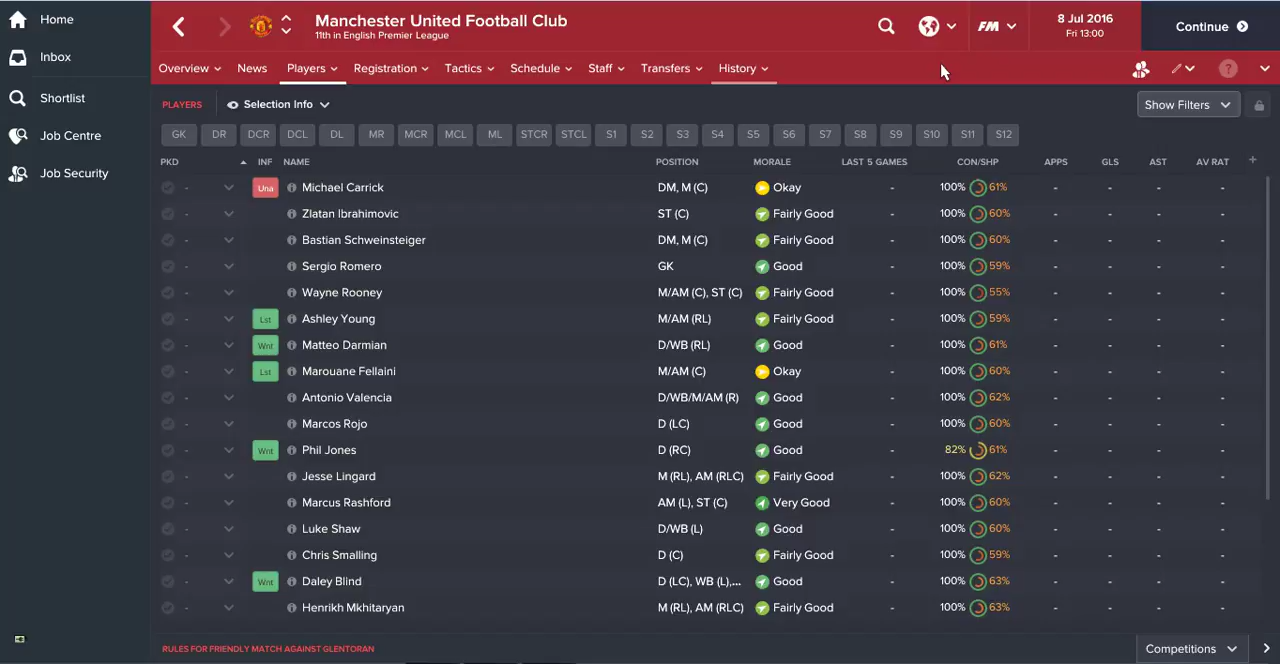 Home
Inbox
Shortlist
Job Centre
Job Security
Manchester United Football Club
11th in English Premier League
FM
8 Jul 2016
Fri 13:00
Continue
Overview News Players Registration Tactics Schedule Staff Transfers History
?
PLAYERS Selection Info Show Filters
GK DR DCR DCL DL MR MCR MCL ML STCR STCL S1 S2 S3 S4 S5 S6 S7 S8 S9 S10 S11 S12
PKD INF NAME POSITION MORALE LAST 5 GAMES CON/SHP APPS GLS AST AV RAT +
- Una Michael Carrick DM, M (C) Okay - 100% 61% - - - -
- Zlatan Ibrahimovic ST (C) Fairly Good - 100% 60% - - - -
- Bastian Schweinsteiger DM, M (C) Fairly Good - 100% 60% - - - -
- Sergio Romero GK Good - 100% 59% - - - -
- Wayne Rooney M/AM (C), ST (C) Fairly Good - 100% 55% - - - -
- Lst Ashley Young M/AM (RL) Fairly Good - 100% 59% - - - -
- Wnt Matteo Darmian D/WB (RL) Good - 100% 61% - - - -
- Lst Marouane Fellaini M/AM (C) Okay - 100% 60% - - - -
- Antonio Valencia D/WB/M/AM (R) Good - 100% 62% - - - -
- Marcos Rojo D (LC) Good - 100% 60% - - - -
- Wnt Phil Jones D (RC) Good - 82% 61% - - - -
- Jesse Lingard M (RL), AM (RLC) Fairly Good - 100% 62% - - - -
- Marcus Rashford AM (L), ST (C) Very Good - 100% 60% - - - -
- Luke Shaw D/WB (L) Good - 100% 60% - - - -
- Chris Smalling D (C) Fairly Good - 100% 59% - - - -
- Wnt Daley Blind D (LC), WB (L),... Good - 100% 63% - - - -
- Henrikh Mkhitaryan M (RL), AM (RLC) Fairly Good - 100% 63% - - - -
RULES FOR FRIENDLY MATCH AGAINST GLENTORAN Competitions